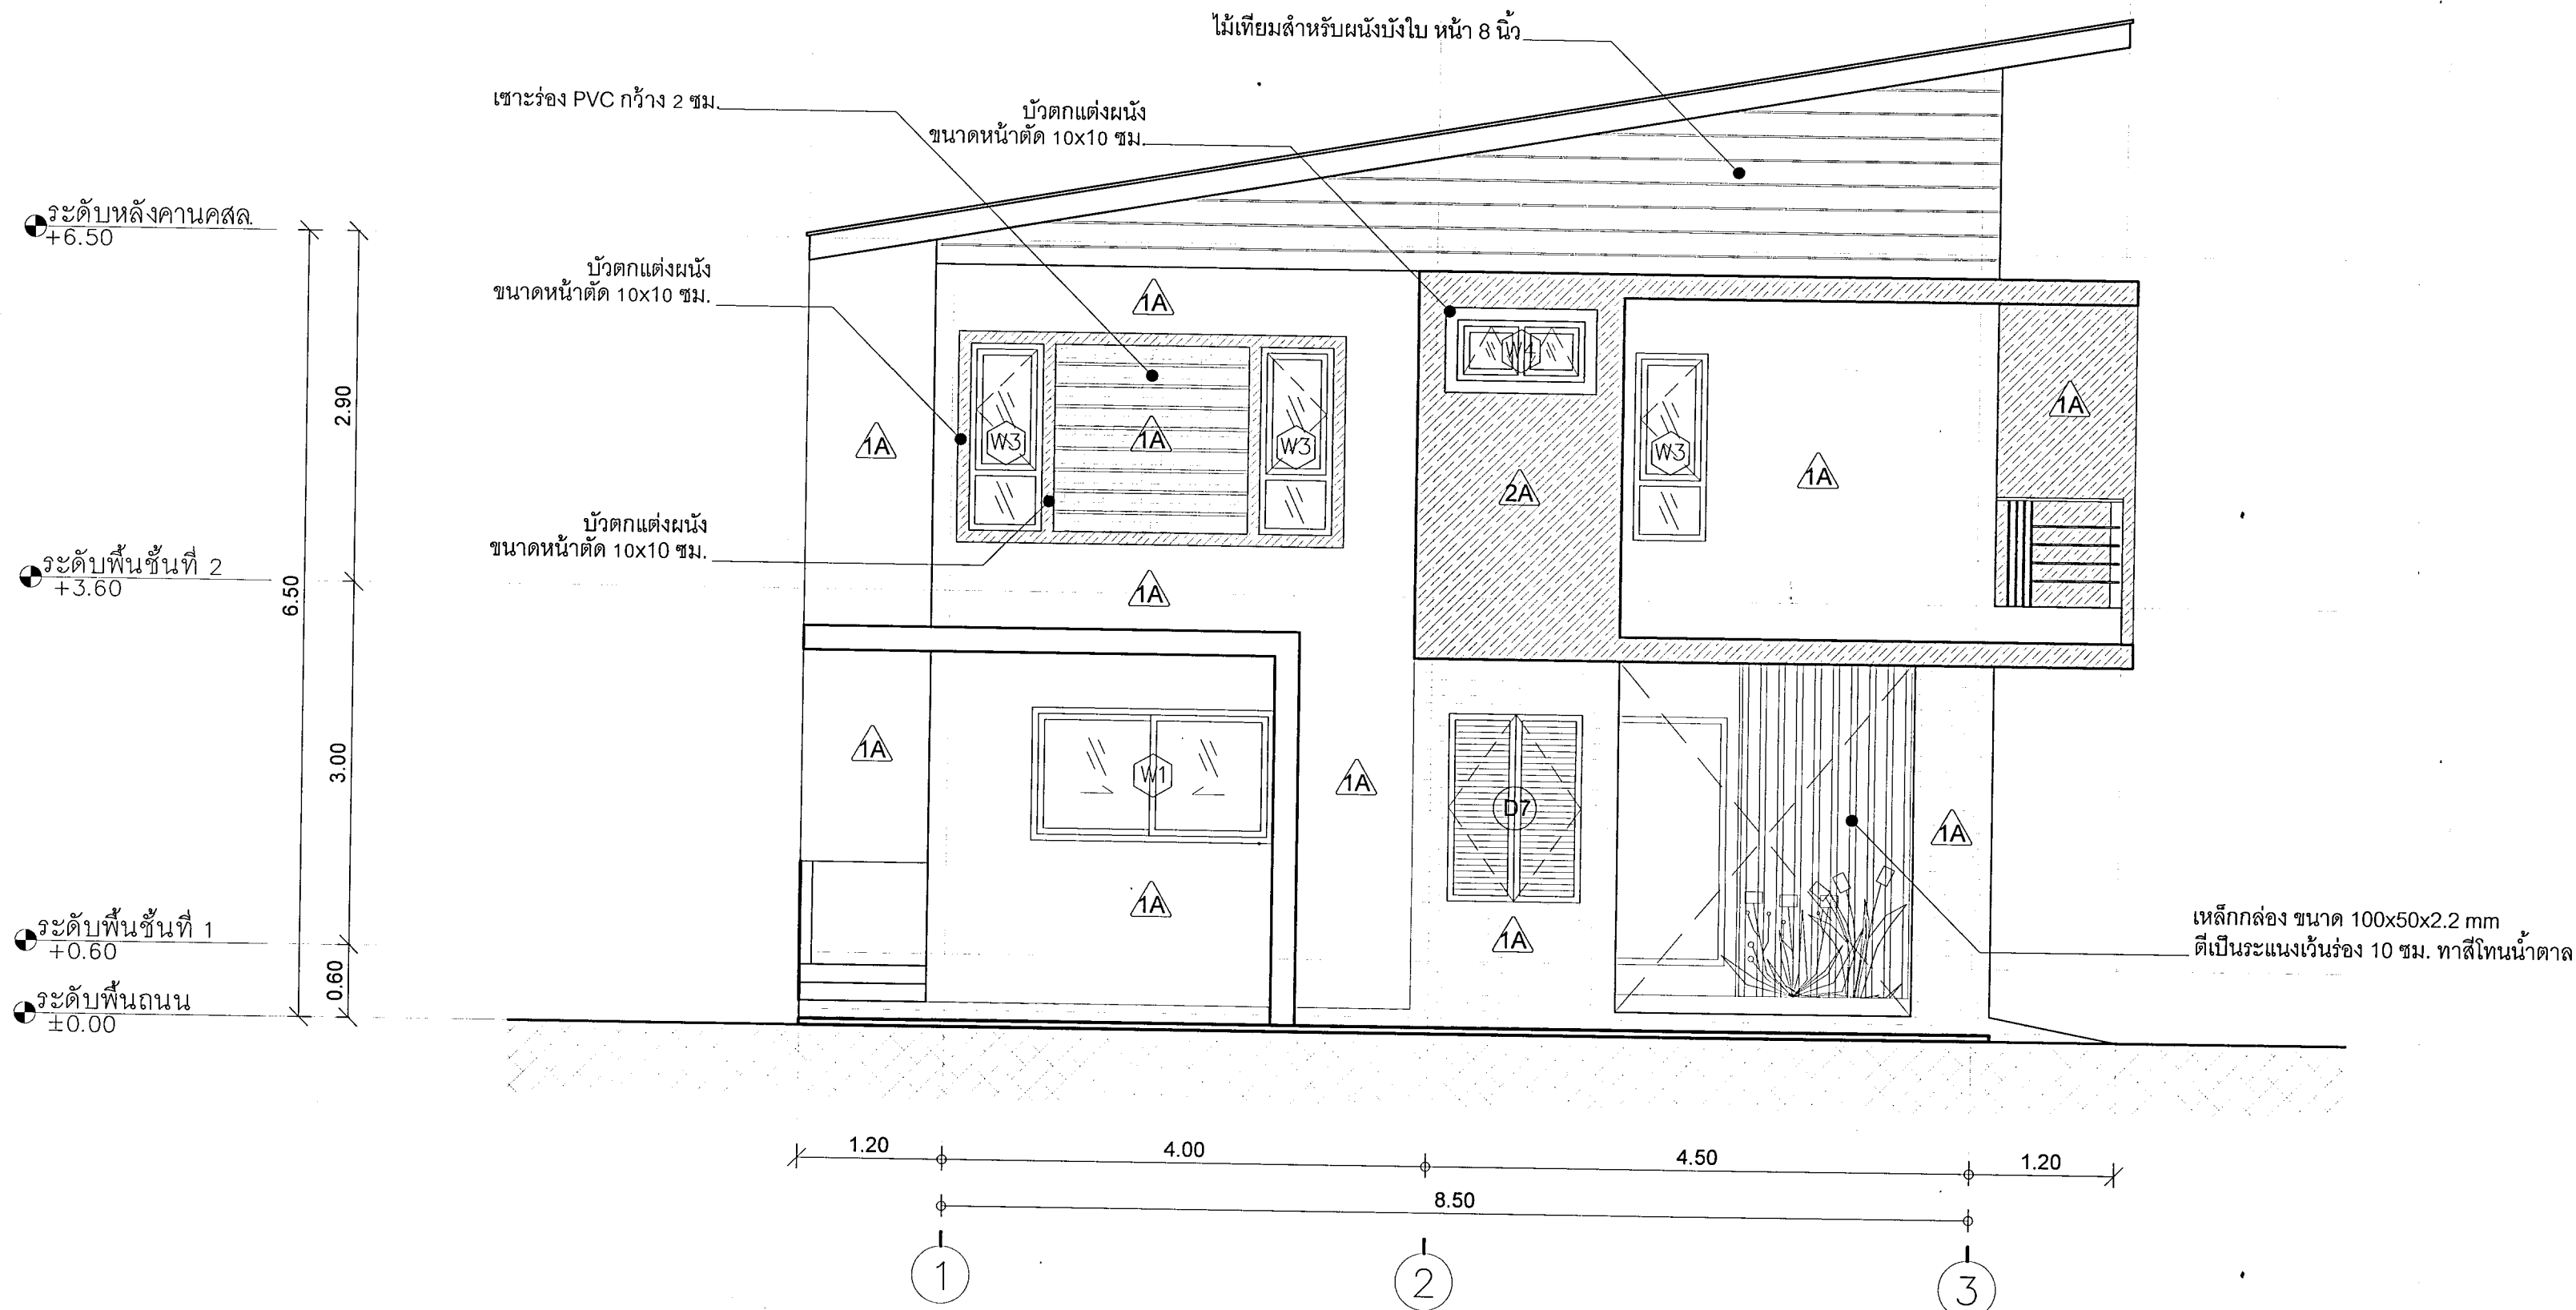 ไม้เทียมสำหรับผนังบังใบ หน้า 8 นิ้ว
เซาะร่อง PVC กว้าง 2 ซม.
บัวตกแต่งผนัง
ขนาดหน้าตัด 10x10 ซม.
ระดับหลังคานคสล.
+6.50
บัวตกแต่งผนัง
ขนาดหน้าตัด 10x10 ซม.
1A
W4
2.90
1A
W3
1A
W3
W3
1A
1A
2A
บัวตกแต่งผนัง
ขนาดหน้าตัด 10x10 ซม.
ระดับพื้นชั้นที่ 2
+3.60
6.50
1A
3.00
1A
W1
1A
D7
1A
1A
1A
เหล็กกล่อง ขนาด 100x50x2.2 mm
ตีเป็นระแนงเว้นร่อง 10 ซม. ทาสีโทนน้ำตาล
ระดับพื้นชั้นที่ 1
+0.60
0.60
ระดับพื้นถนน
±0.00
1.20
4.00
4.50
1.20
8.50
1
2
3